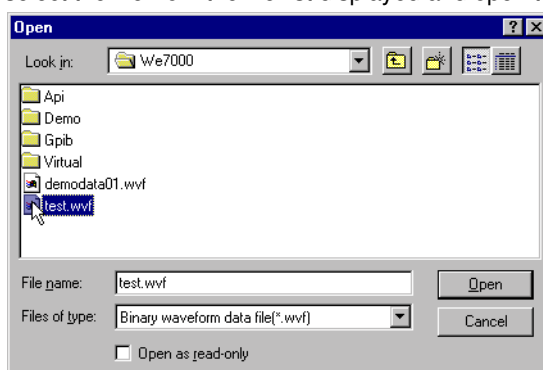 Open
Look in: We7000
Api
Demo
Gpib
Virtual
demodata01.wvf
test.wvf
File name: test.wvf Open
Files of type: Binary waveform data file(*.wvf) Cancel
Open as read-only